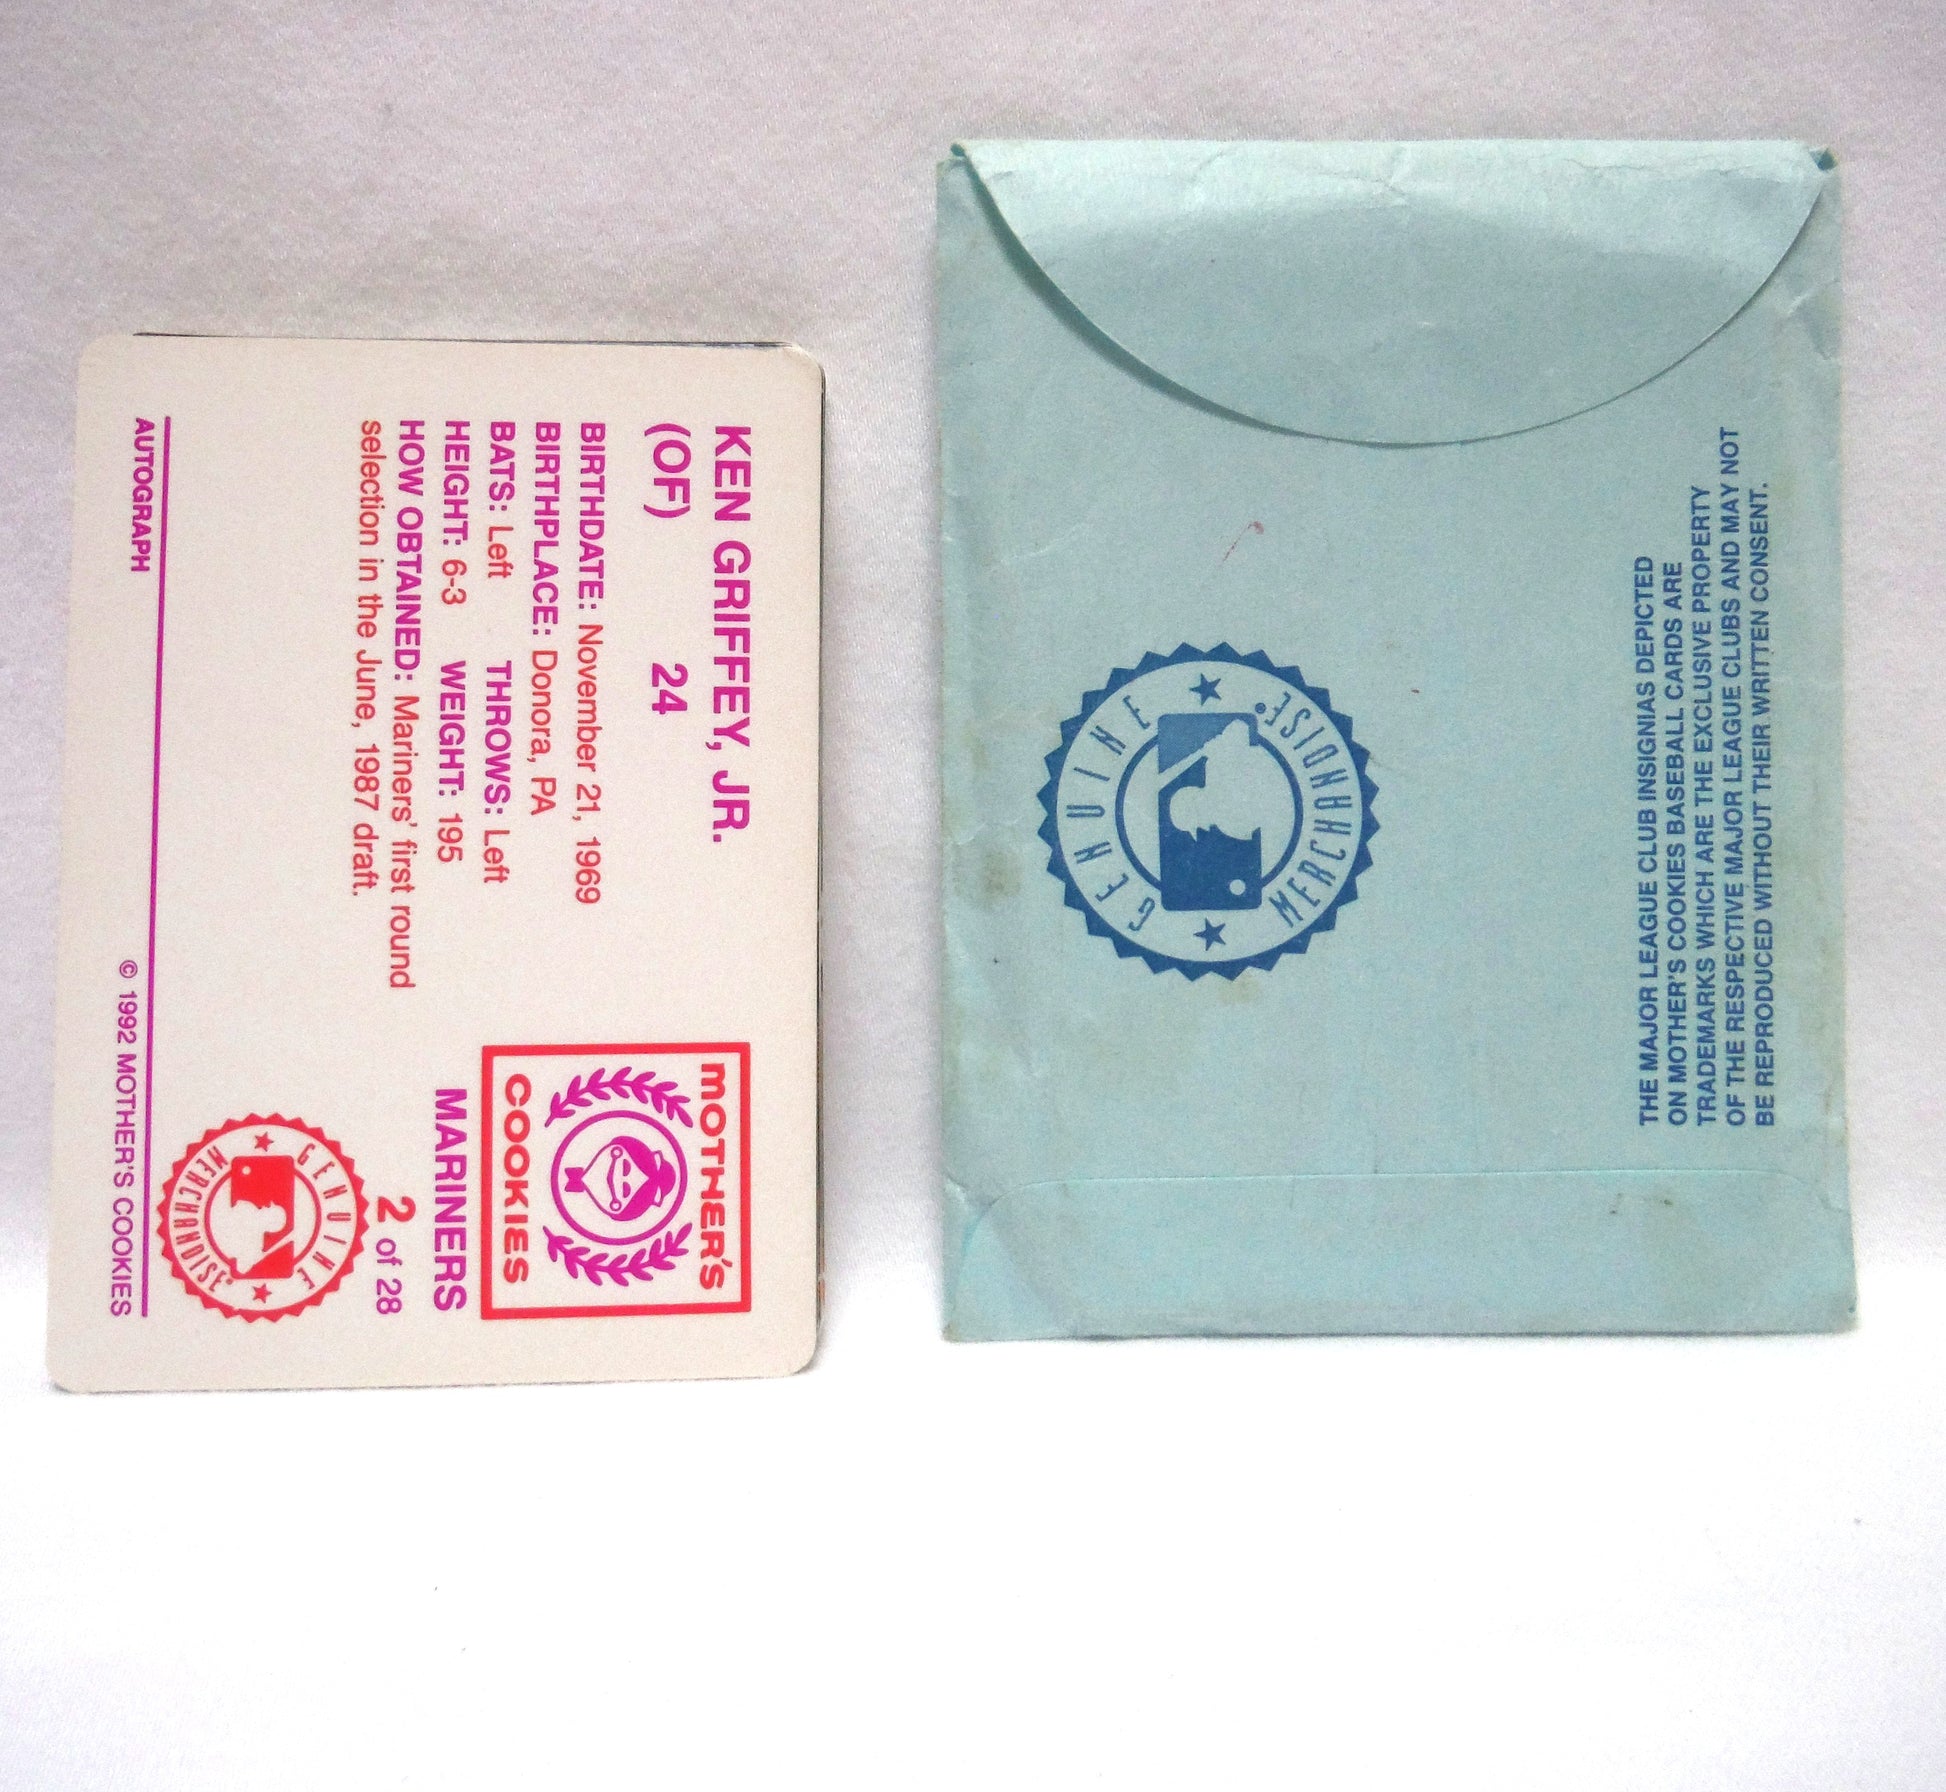 KEN GRIFFEY, JR.
(OF) 24
BIRTHDATE: November 21, 1969
BIRTHPLACE: Donora, PA
BATS: Left THROWS: Left
HEIGHT: 6-3 WEIGHT: 195
HOW OBTAINED: Mariners' first round
selection in the June, 1987 draft.
MOTHER'S
COOKIES
MARINERS
2 of 28
GENUINE
MERCHANDISE®
AUTOGRAPH
© 1992 MOTHER'S COOKIES
GENUINE
MERCHANDISE®
THE MAJOR LEAGUE CLUB INSIGNIAS DEPICTED
ON MOTHER'S COOKIES BASEBALL CARDS ARE
TRADEMARKS WHICH ARE THE EXCLUSIVE PROPERTY
OF THE RESPECTIVE MAJOR LEAGUE CLUBS AND MAY NOT
BE REPRODUCED WITHOUT THEIR WRITTEN CONSENT.